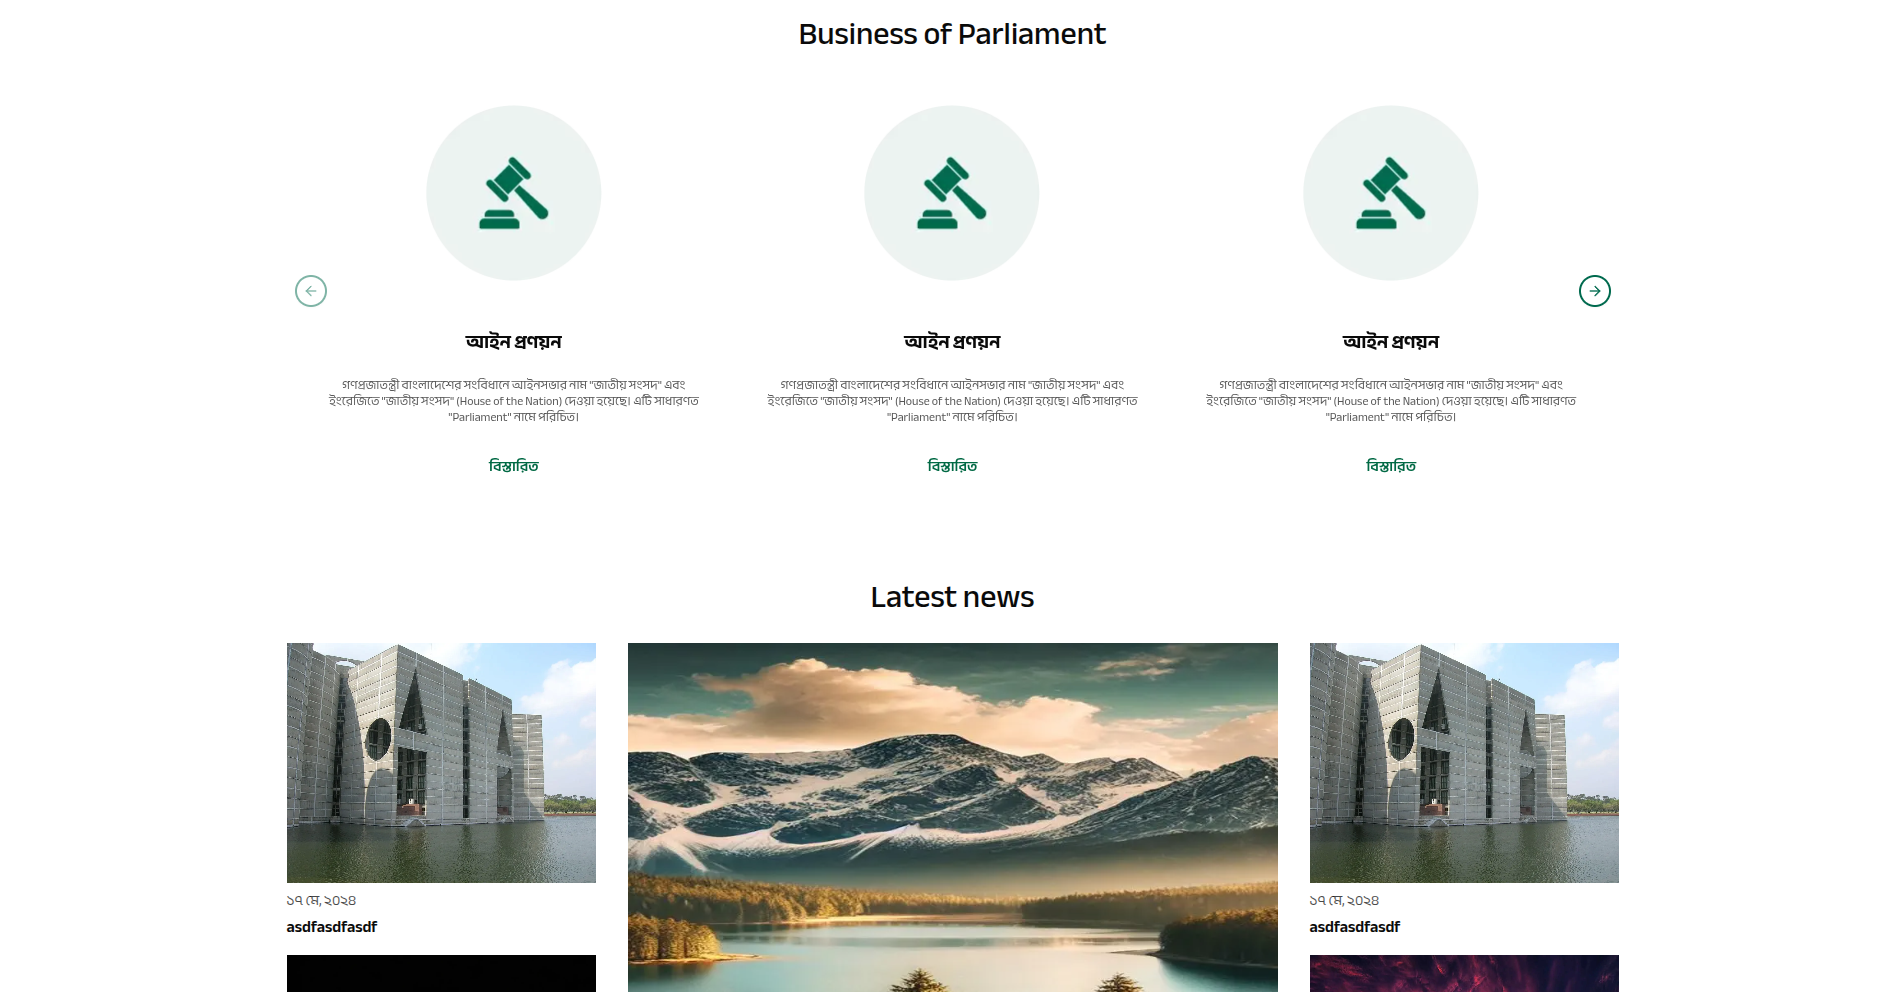 Business of Parliament
আইন প্রণয়ন
গণপ্রজাতন্ত্রী বাংলাদেশের সংবিধানে আইনসভার নাম "জাতীয় সংসদ" এবং
ইংরেজিতে "জাতীয় সংসদ" (House of the Nation) দেওয়া হয়েছে। এটি সাধারণত
"Parliament" নামে পরিচিত।
বিস্তারিত
আইন প্রণয়ন
গণপ্রজাতন্ত্রী বাংলাদেশের সংবিধানে আইনসভার নাম "জাতীয় সংসদ" এবং
ইংরেজিতে "জাতীয় সংসদ" (House of the Nation) দেওয়া হয়েছে। এটি সাধারণত
"Parliament" নামে পরিচিত।
বিস্তারিত
আইন প্রণয়ন
গণপ্রজাতন্ত্রী বাংলাদেশের সংবিধানে আইনসভার নাম "জাতীয় সংসদ" এবং
ইংরেজিতে "জাতীয় সংসদ" (House of the Nation) দেওয়া হয়েছে। এটি সাধারণত
"Parliament" নামে পরিচিত।
বিস্তারিত
Latest news
১৭ মে, ২০২৪
asdfasdfasdf
১৭ মে, ২০২৪
asdfasdfasdf